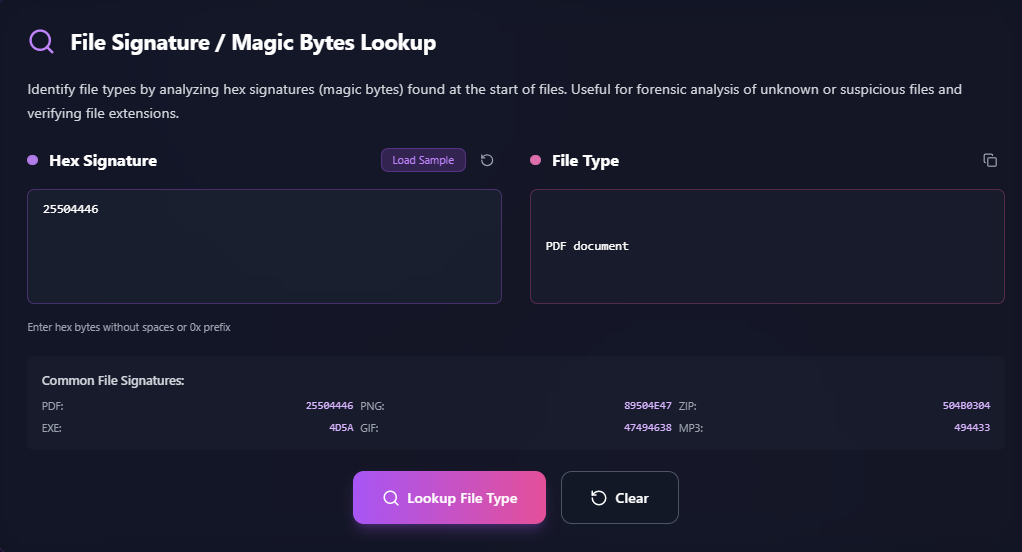 File Signature / Magic Bytes Lookup
Identify file types by analyzing hex signatures (magic bytes) found at the start of files. Useful for forensic analysis of unknown or suspicious files and
verifying file extensions.
Hex Signature
Load Sample
File Type
25504446
PDF document
Enter hex bytes without spaces or 0x prefix
Common File Signatures:
PDF: 25504446 PNG: 89504E47 ZIP: 504B0304
EXE: 4D5A GIF: 47494638 MP3: 494433
Lookup File Type
Clear